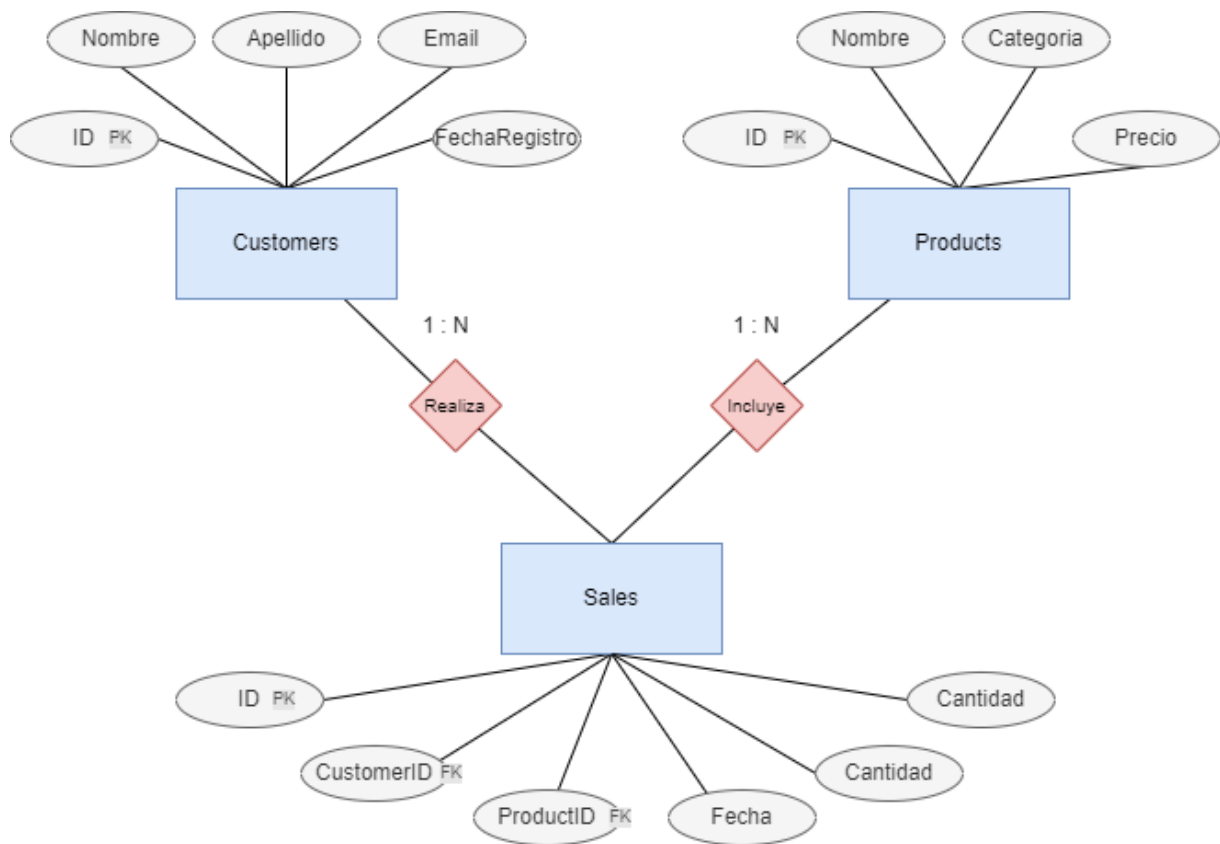 Nombre
Apellido
Email
ID PK
FechaRegistro
Customers
Nombre
Categoria
ID PK
Precio
Products
1 : N
1 : N
Realiza
Incluye
Sales
ID PK
CustomerID FK
ProductID FK
Fecha
Cantidad
Cantidad